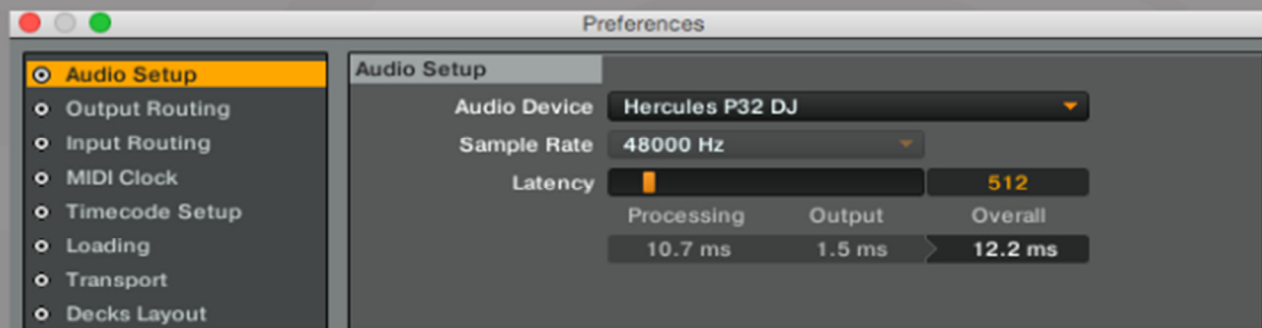 Preferences
Audio Setup
Output Routing
Input Routing
MIDI Clock
Timecode Setup
Loading
Transport
Decks Layout
Audio Setup
Audio Device Hercules P32 DJ
Sample Rate 48000 Hz
Latency 512
Processing Output Overall
10.7 ms 1.5 ms 12.2 ms